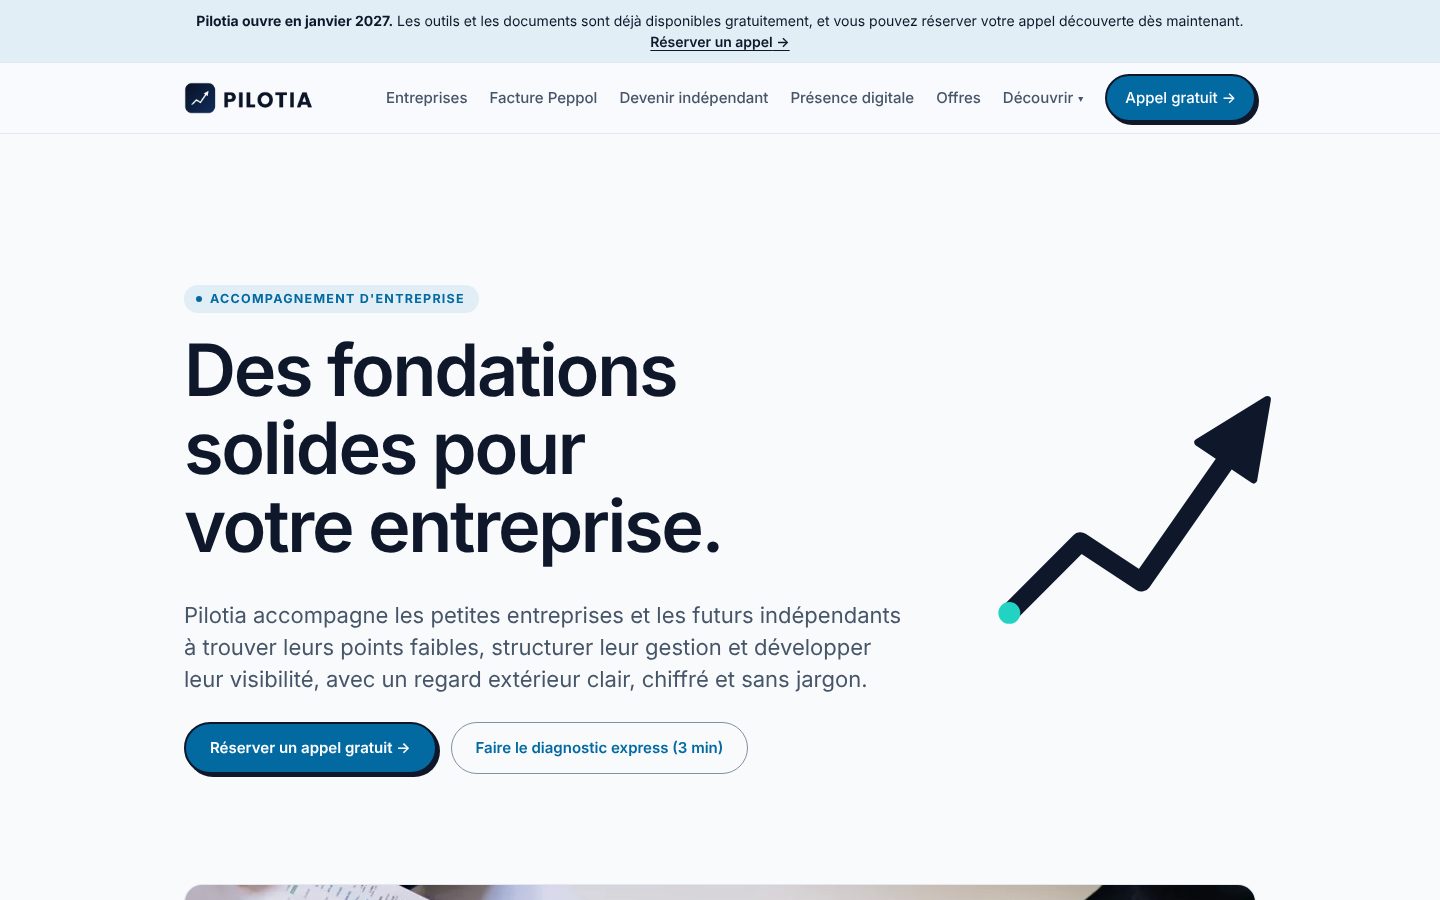 Pilotia ouvre en janvier 2027. Les outils et les documents sont déjà disponibles gratuitement, et vous pouvez réserver votre appel découverte dès maintenant.
Réserver un appel →
PILOTIA
Entreprises
Facture Peppol
Devenir indépendant
Présence digitale
Offres
Découvrir ▾
Appel gratuit →
ACCOMPAGNEMENT D'ENTREPRISE
Des fondations
solides pour
votre entreprise.
Pilotia accompagne les petites entreprises et les futurs indépendants
à trouver leurs points faibles, structurer leur gestion et développer
leur visibilité, avec un regard extérieur clair, chiffré et sans jargon.
Réserver un appel gratuit →
Faire le diagnostic express (3 min)